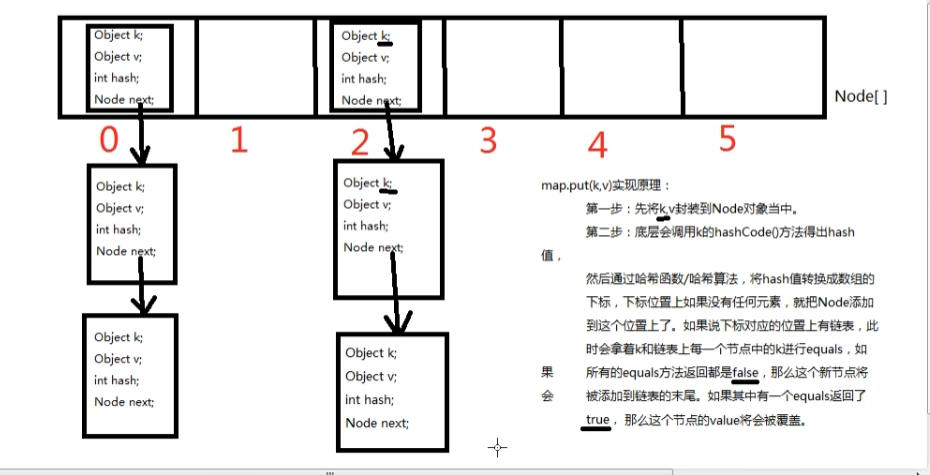 Object k;
Object v;
int hash;
Node next;
Object k;
Object v;
int hash;
Node next;
Node[ ]
0
1
2
3
4
5
Object k;
Object v;
int hash;
Node next;
Object k;
Object v;
int hash;
Node next;
Object k;
Object v;
int hash;
Node next;
Object k;
Object v;
int hash;
Node next;
map.put(k,v)实现原理：
第一步：先将k,v封装到Node对象当中。
第二步：底层会调用k的hashCode()方法得出hash
值，
然后通过哈希函数/哈希算法，将hash值转换成数组的
下标，下标位置上如果没有任何元素，就把Node添加
到这个位置上了。如果说下标对应的位置上有链表，此
时会拿着k和链表上每一个节点中的k进行equals，如
果 所有的equals方法返回都是false，那么这个新节点将
会 被添加到链表的末尾。如果其中有一个equals返回了
true，那么这个节点的value将会被覆盖。